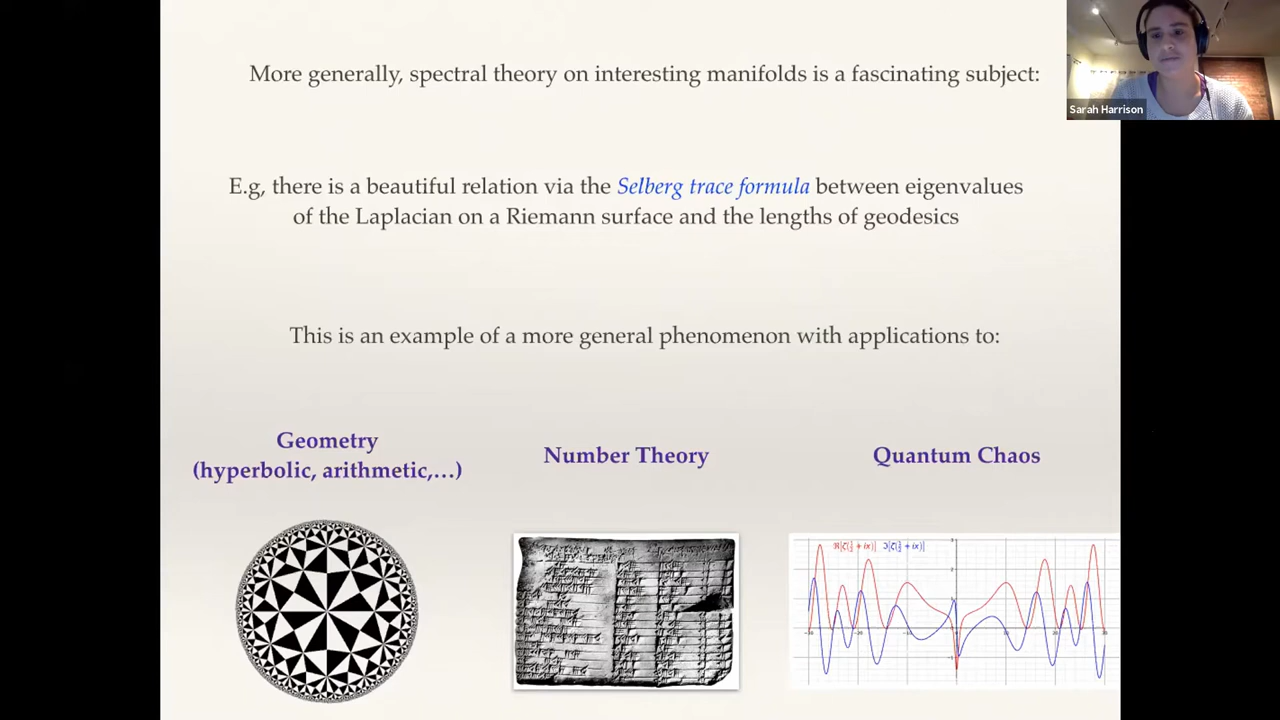 More generally, spectral theory on interesting manifolds is a fascinating subject:
Sarah Harrison
E.g, there is a beautiful relation via the Selberg trace formula between eigenvalues
of the Laplacian on a Riemann surface and the lengths of geodesics
This is an example of a more general phenomenon with applications to:
Geometry
(hyperbolic, arithmetic,...)
Number Theory
Quantum Chaos